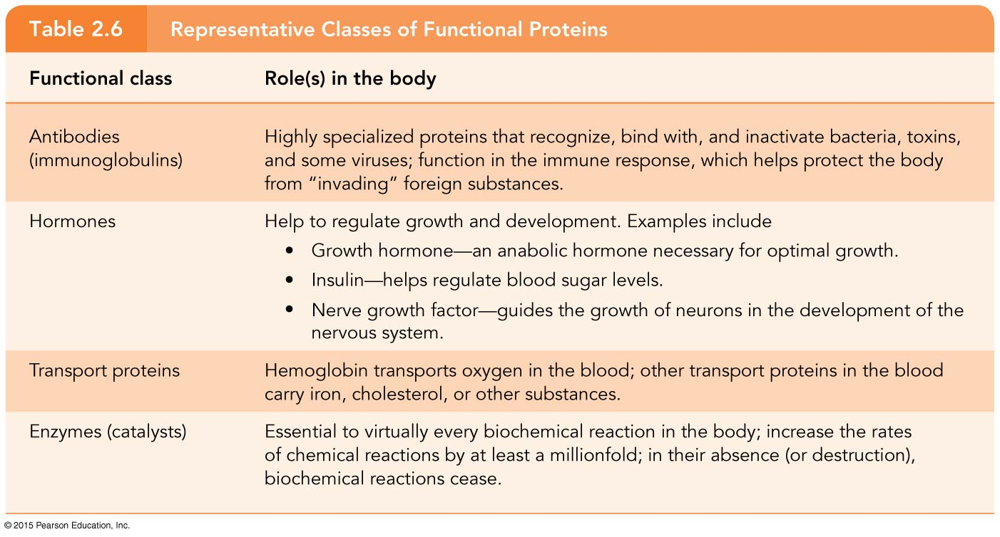 Table 2.6 Representative Classes of Functional Proteins
Functional class Role(s) in the body
Antibodies
(immunoglobulins)
Highly specialized proteins that recognize, bind with, and inactivate bacteria, toxins,
and some viruses; function in the immune response, which helps protect the body
from “invading” foreign substances.
Hormones
Help to regulate growth and development. Examples include
• Growth hormone—an anabolic hormone necessary for optimal growth.
• Insulin—helps regulate blood sugar levels.
• Nerve growth factor—guides the growth of neurons in the development of the
nervous system.
Transport proteins
Hemoglobin transports oxygen in the blood; other transport proteins in the blood
carry iron, cholesterol, or other substances.
Enzymes (catalysts)
Essential to virtually every biochemical reaction in the body; increase the rates
of chemical reactions by at least a millionfold; in their absence (or destruction),
biochemical reactions cease.
© 2015 Pearson Education, Inc.